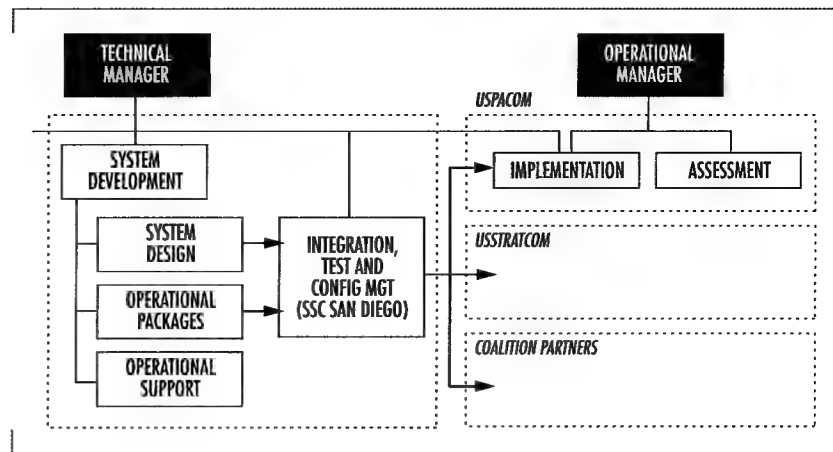 TECHNICAL
MANAGER
OPERATIONAL
MANAGER
USPACOM
SYSTEM
DEVELOPMENT
IMPLEMENTATION
ASSESSMENT
SYSTEM
DESIGN
INTEGRATION,
TEST AND
CONFIG MGT
(SSC SAN DIEGO)
USSTRATCOM
OPERATIONAL
PACKAGES
OPERATIONAL
SUPPORT
COALITION PARTNERS